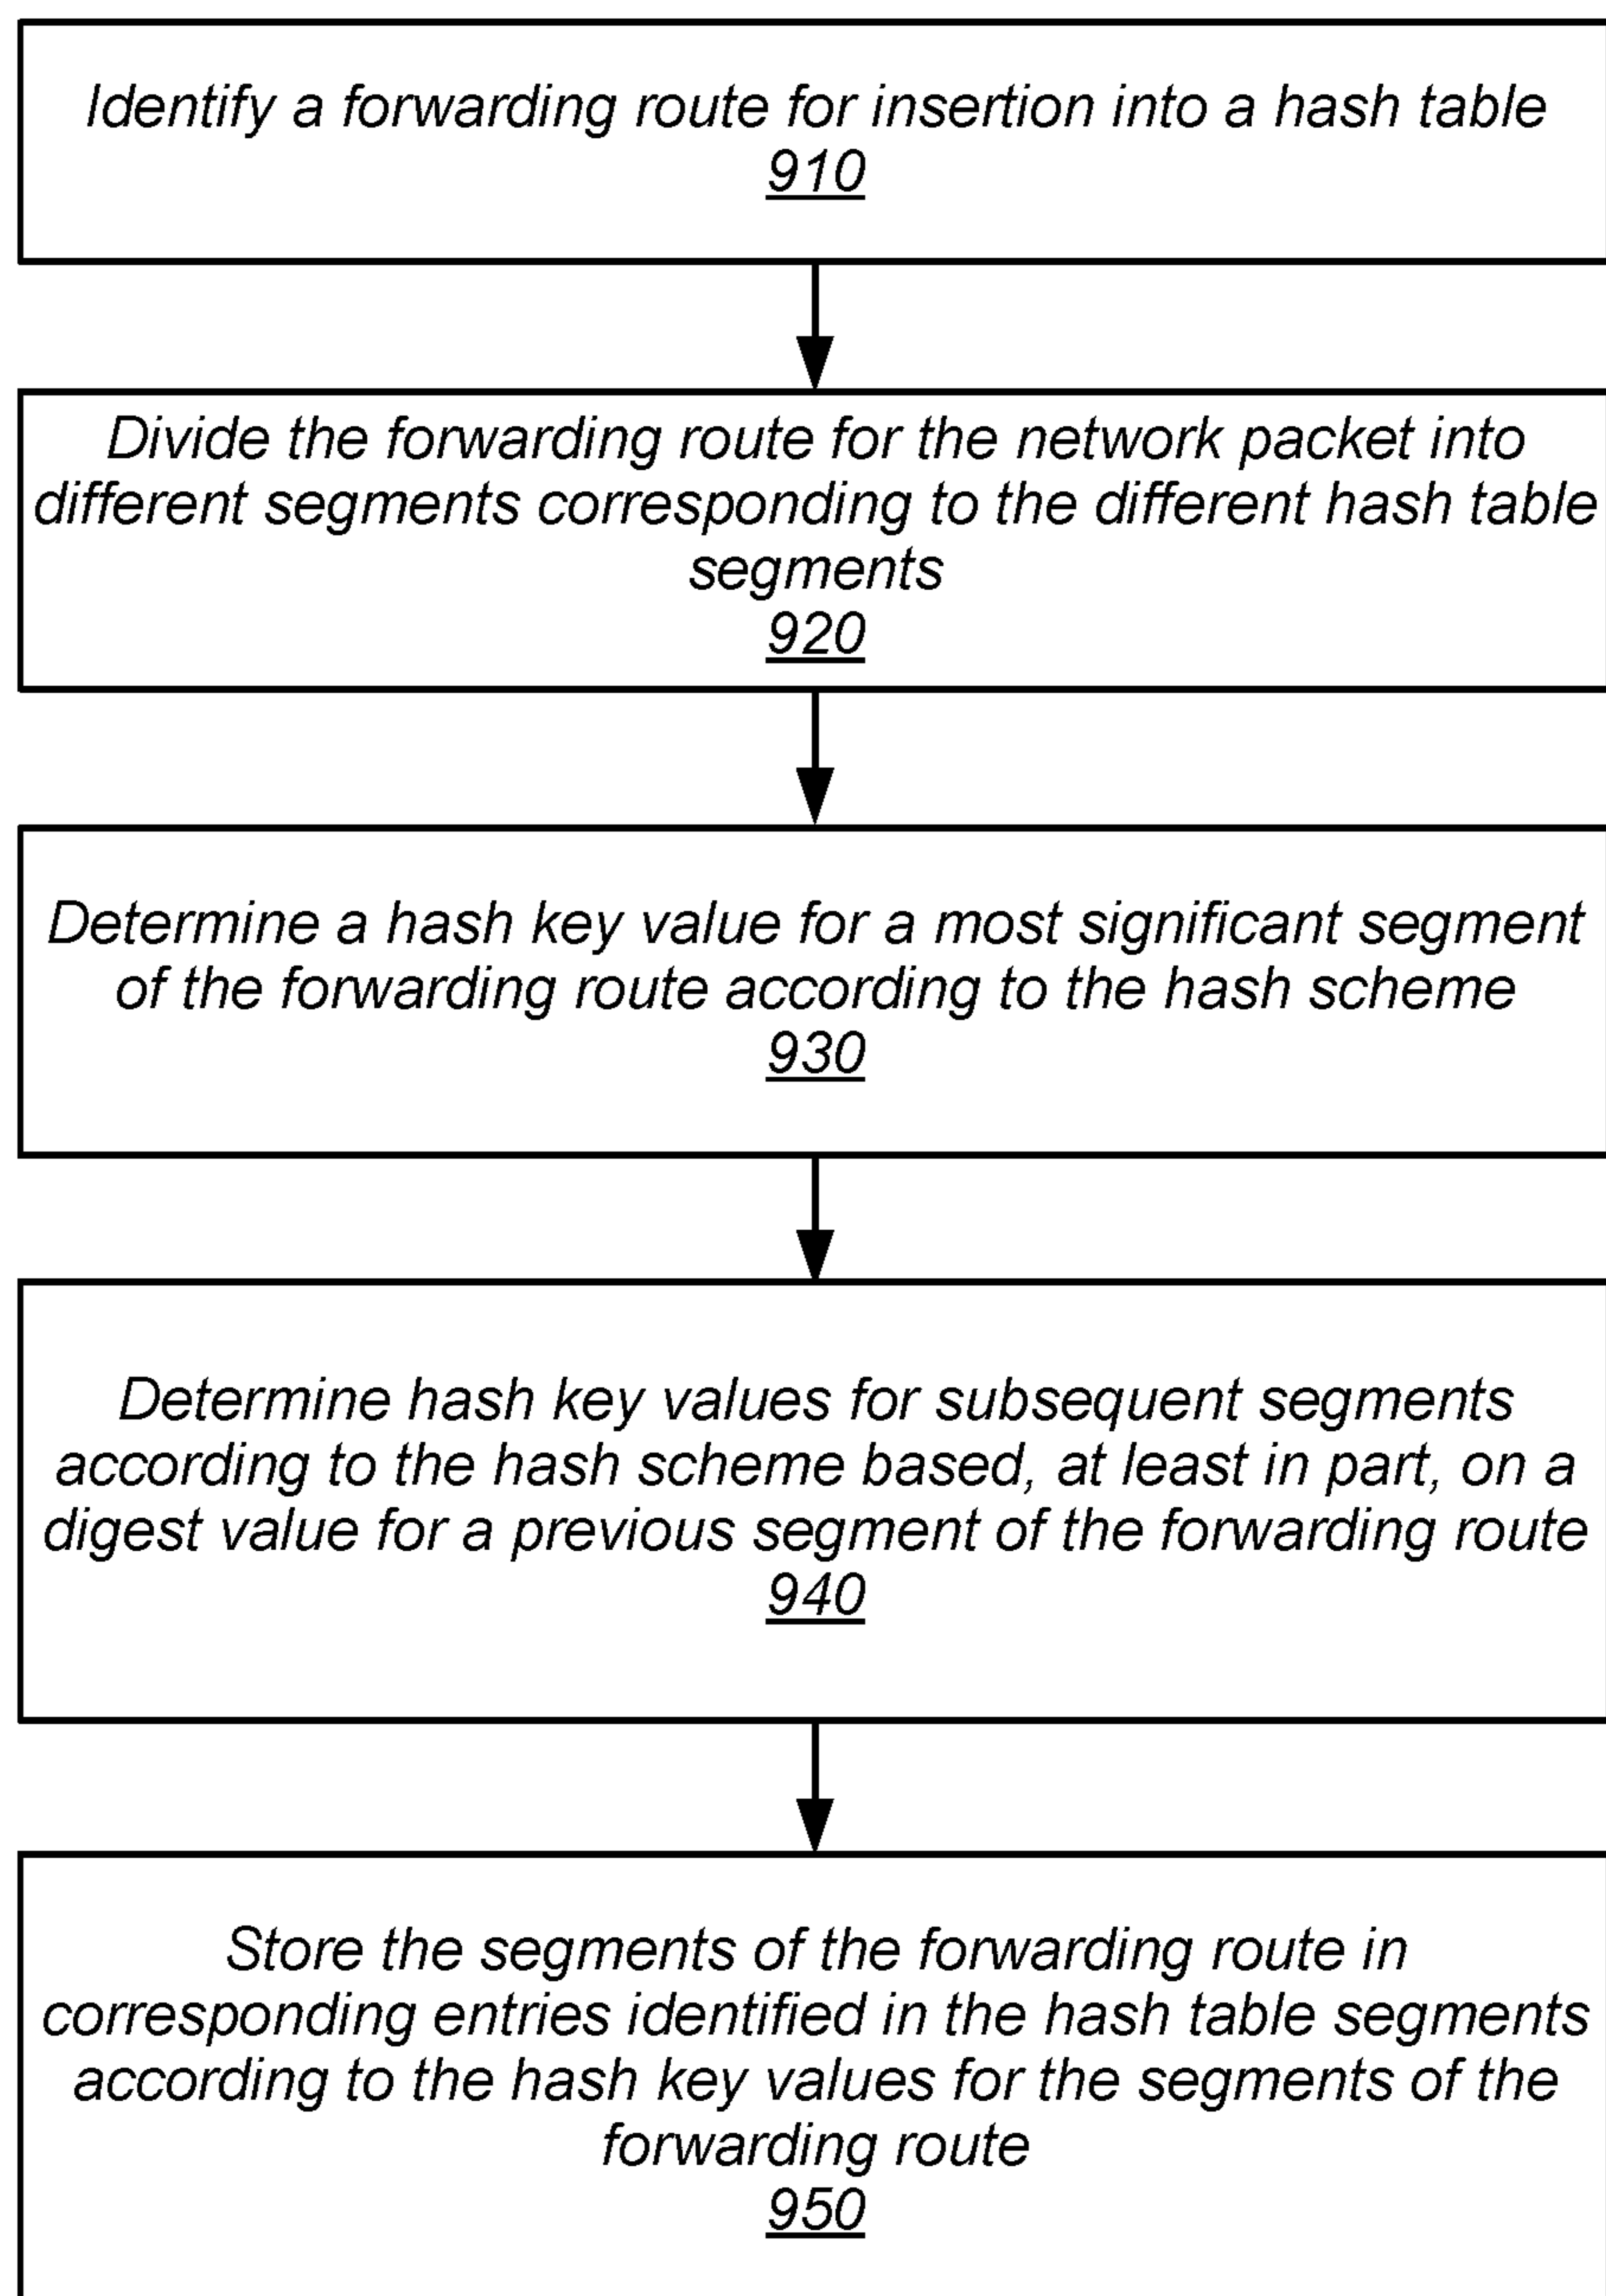 Identify a forwarding route for insertion into a hash table
910
Divide the forwarding route for the network packet into
different segments corresponding to the different hash table
segments
920
Determine a hash key value for a most significant segment
of the forwarding route according to the hash scheme
930
Determine hash key values for subsequent segments
according to the hash scheme based, at least in part, on a
digest value for a previous segment of the forwarding route
940
Store the segments of the forwarding route in
corresponding entries identified in the hash table segments
according to the hash key values for the segments of the
forwarding route
950